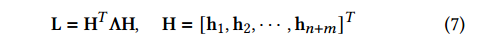 L = H^T ΛH,   H = [h_1, h_2, ⋯ , h_{n+m}]^T   (7)